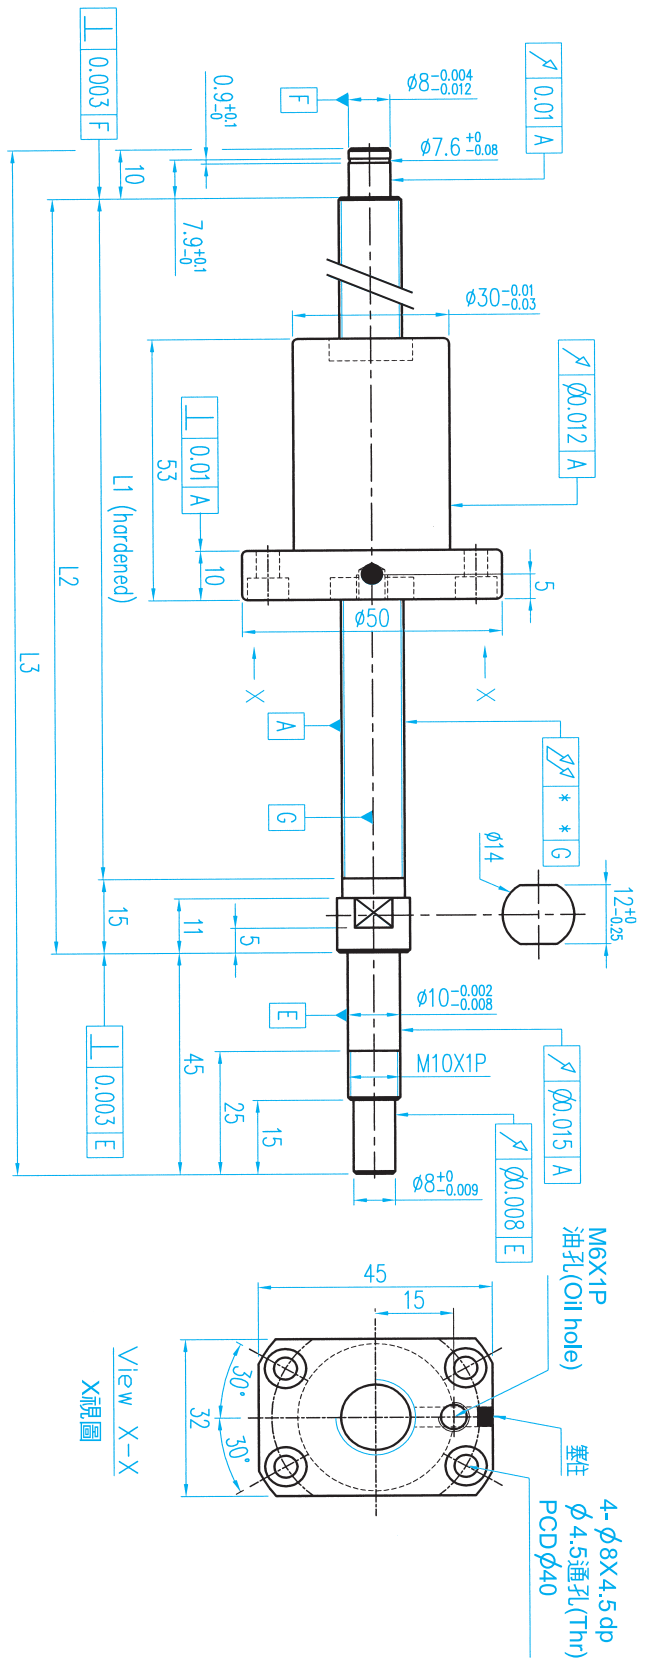 ⊥ 0.003 F
0.9 +0.1 -0
F
ø8 -0.004 -0.012
ø7.6 +0 -0.08
↗ 0.01 A
10
7.9 +0.1 -0
ø30 -0.01 -0.03
↗ Ø0.012 A
⊥ 0.01 A
53
10
L1 (hardened)
L2
L3
5
ø50
X
X
A
G
⌰ * * G
ø14
12 +0 -0.25
15
11
5
ø10 -0.002 -0.008
E
M10X1P
⊥ 0.003 E
45
25
15
↗ Ø0.015 A
↗ Ø0.008 E
ø8 +0 -0.009
M6X1P
油孔(Oil hole)
45
15
30°
32
30°
View X-X
X視圖
塞住
4- ø8X4.5dp
ø4.5通孔(Thr)
PCDø40